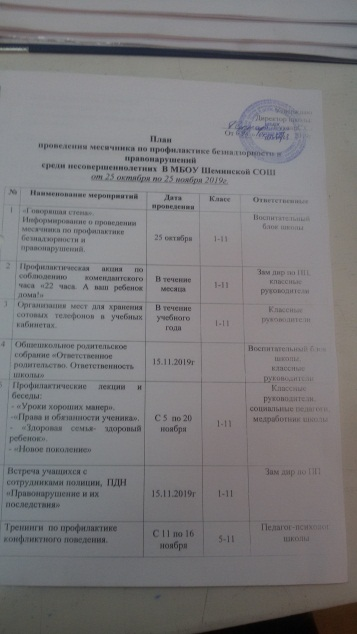 Утверждаю
Директор школы
План
проведения месячника по профилактике безнадзорности и
правонарушений
среди несовершеннолетних В МБОУ Шеминской СОШ
от 25 октября по 25 ноября 2019г.
№ Наименование мероприятий Дата проведения Класс Ответственные
1 «Говорящая стена».
Информирование о проведении
месячника по профилактике
безнадзорности и
правонарушений.
25 октября
1-11
Воспитательный
блок школы
2 Профилактическая акция по
соблюдению комендантского
часа «22 часа. А ваш ребенок
дома!»
В течение
месяца
1-11
Зам дир по ПП,
классные
руководители
3 Организация мест для хранения
сотовых телефонов в учебных
кабинетах.
В течение
учебного
года
1-11
Классные
руководители
4 Общешкольное родительское
собрание «Ответственное
родительство. Ответственность
школы»
15.11.2019г
Воспитательный блок
школы,
классные
руководители
Профилактические лекции и
беседы:
- «Уроки хороших манер».
-«Права и обязанности ученика».
- «Здоровая семья- здоровый
ребенок».
- «Новое поколение»
С 5 по 20
ноября
1-11
Классные
руководители,
социальные педагоги,
медработник школы
Встреча учащихся с
сотрудниками полиции, ПДН
«Правонарушение и их
последствия»
15.11.2019г
1-11
Зам дир по ПП
Тренинги по профилактике
конфликтного поведения.
С 11 по 16
ноября
5-11
Педагог-психолог
школы